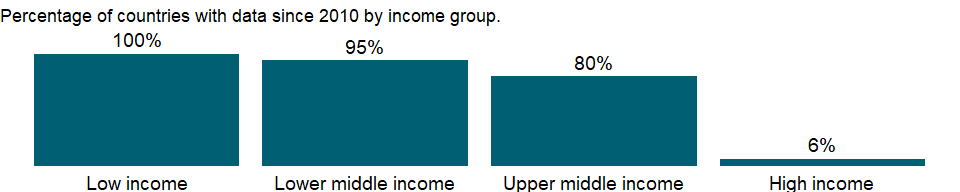 Percentage of countries with data since 2010 by income group.
100%
95%
80%
6%
Low income
Lower middle income
Upper middle income
High income